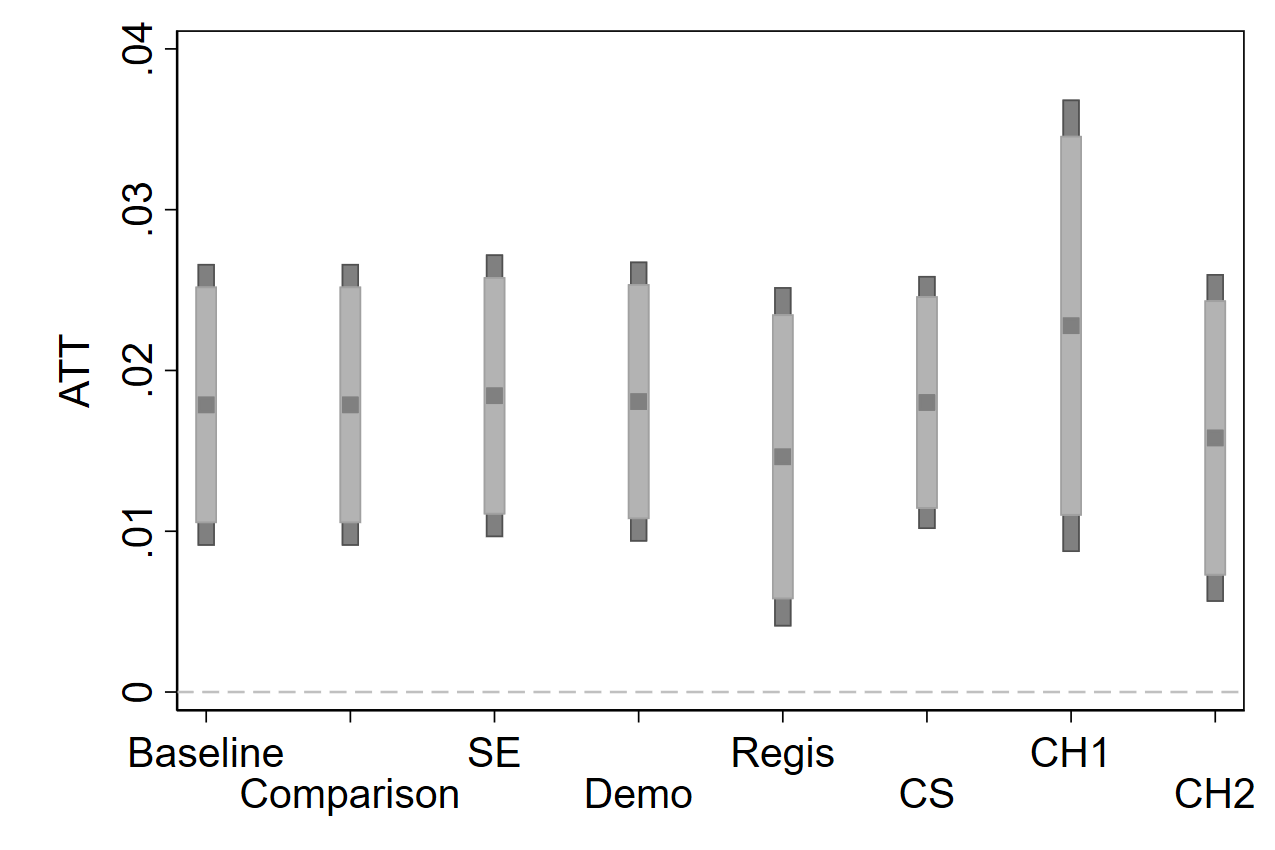 ATT
.04
.03
.02
.01
0
Baseline
Comparison
SE
Demo
Regis
CS
CH1
CH2